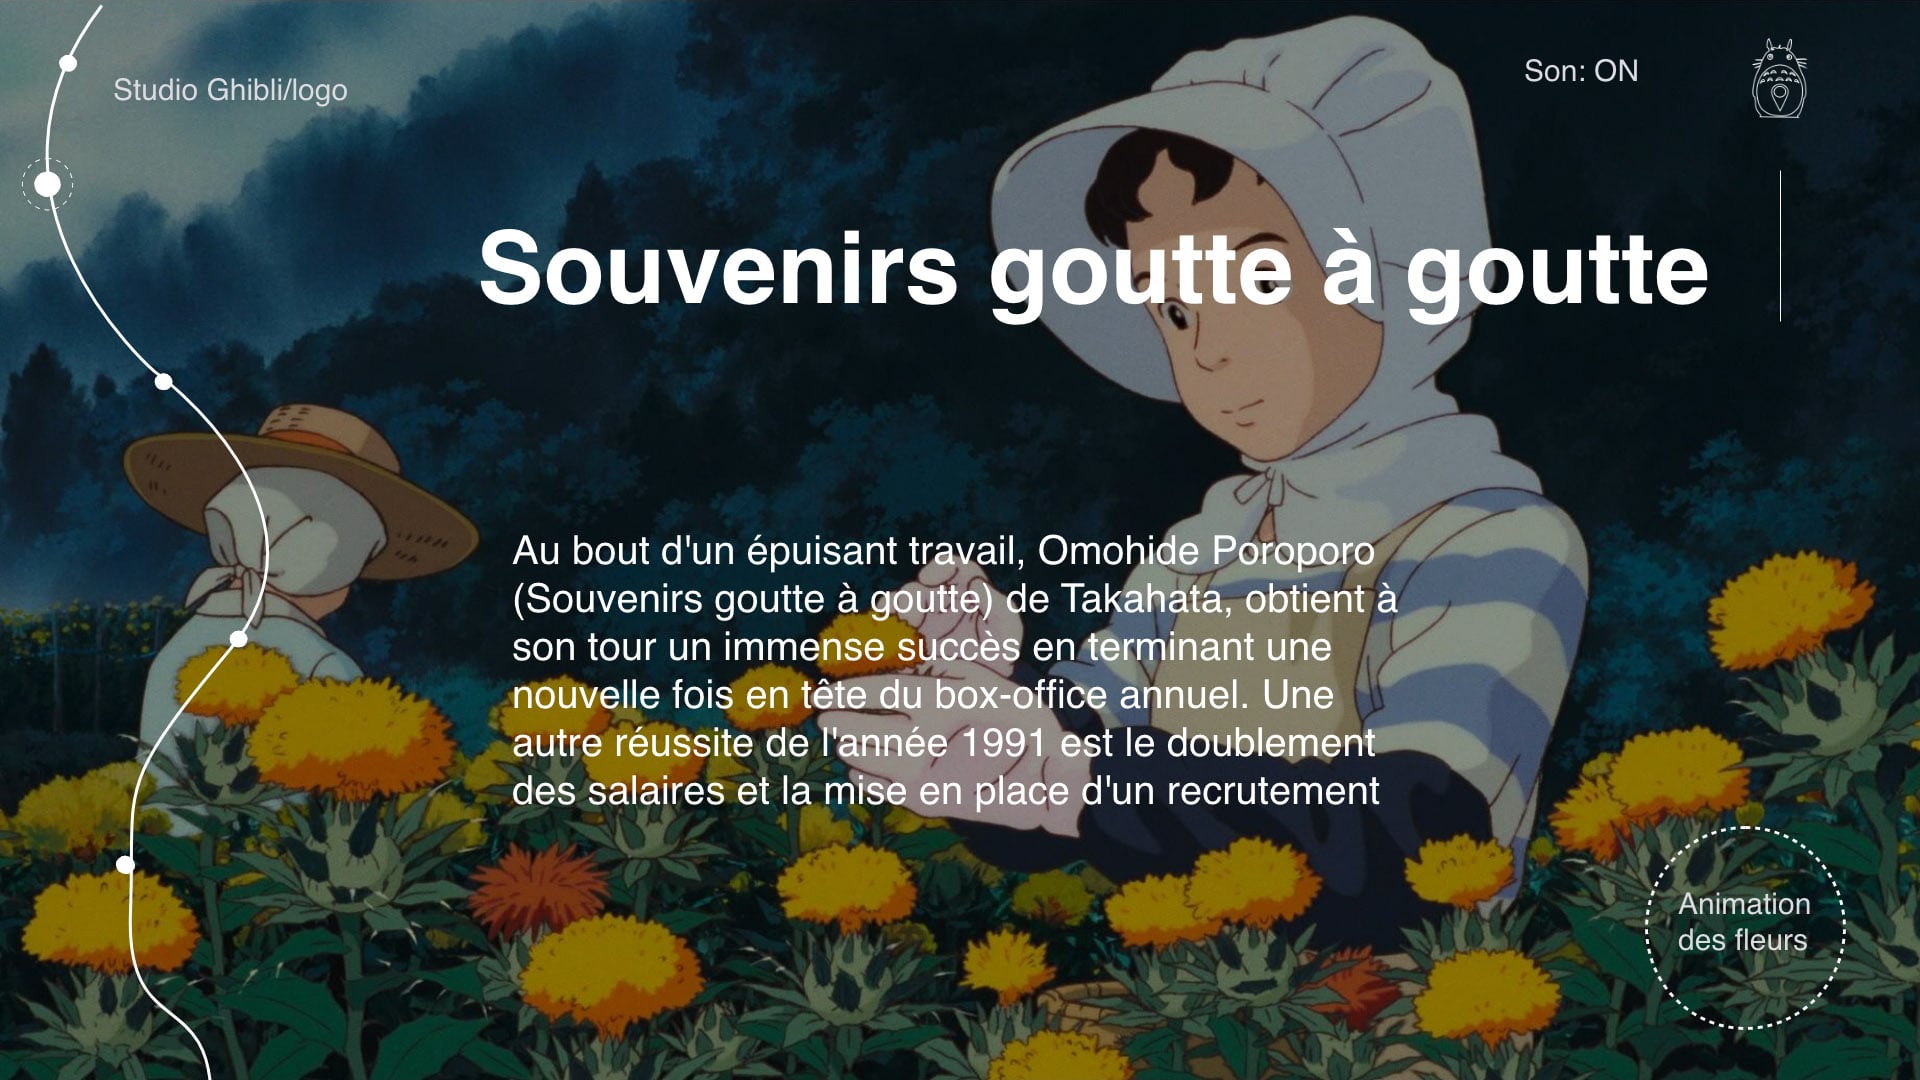 Studio Ghibli/logo
Son: ON
Souvenirs goutte à goutte
Au bout d'un épuisant travail, Omohide Poroporo
(Souvenirs goutte à goutte) de Takahata, obtient à
son tour un immense succès en terminant une
nouvelle fois en tête du box-office annuel. Une
autre réussite de l'année 1991 est le doublement
des salaires et la mise en place d'un recrutement
Animation
des fleurs